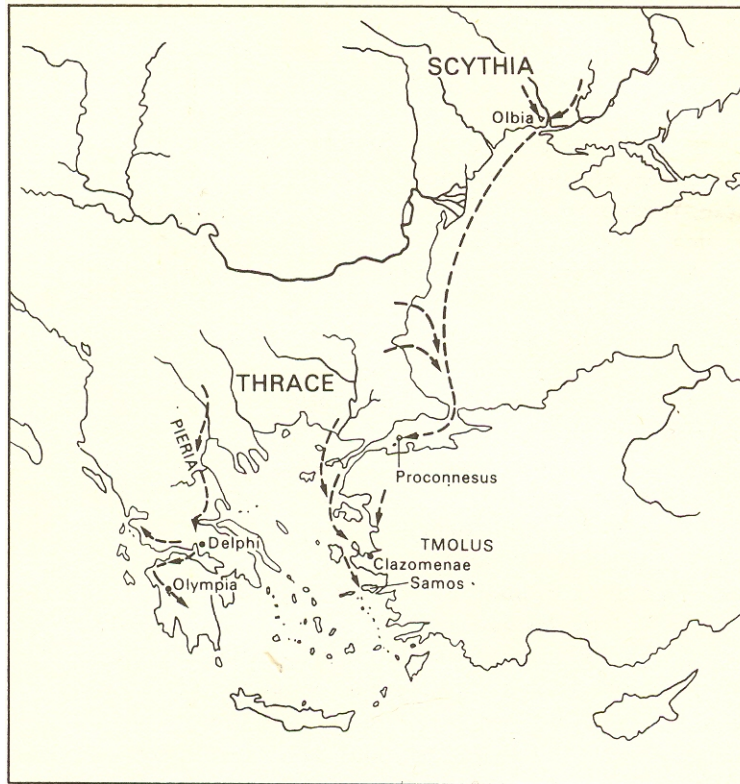 SCYTHIA
Olbia
THRACE
PIERIA
Proconnesus
Delphi
TMOLUS
Clazomenae
Samos
Olympia